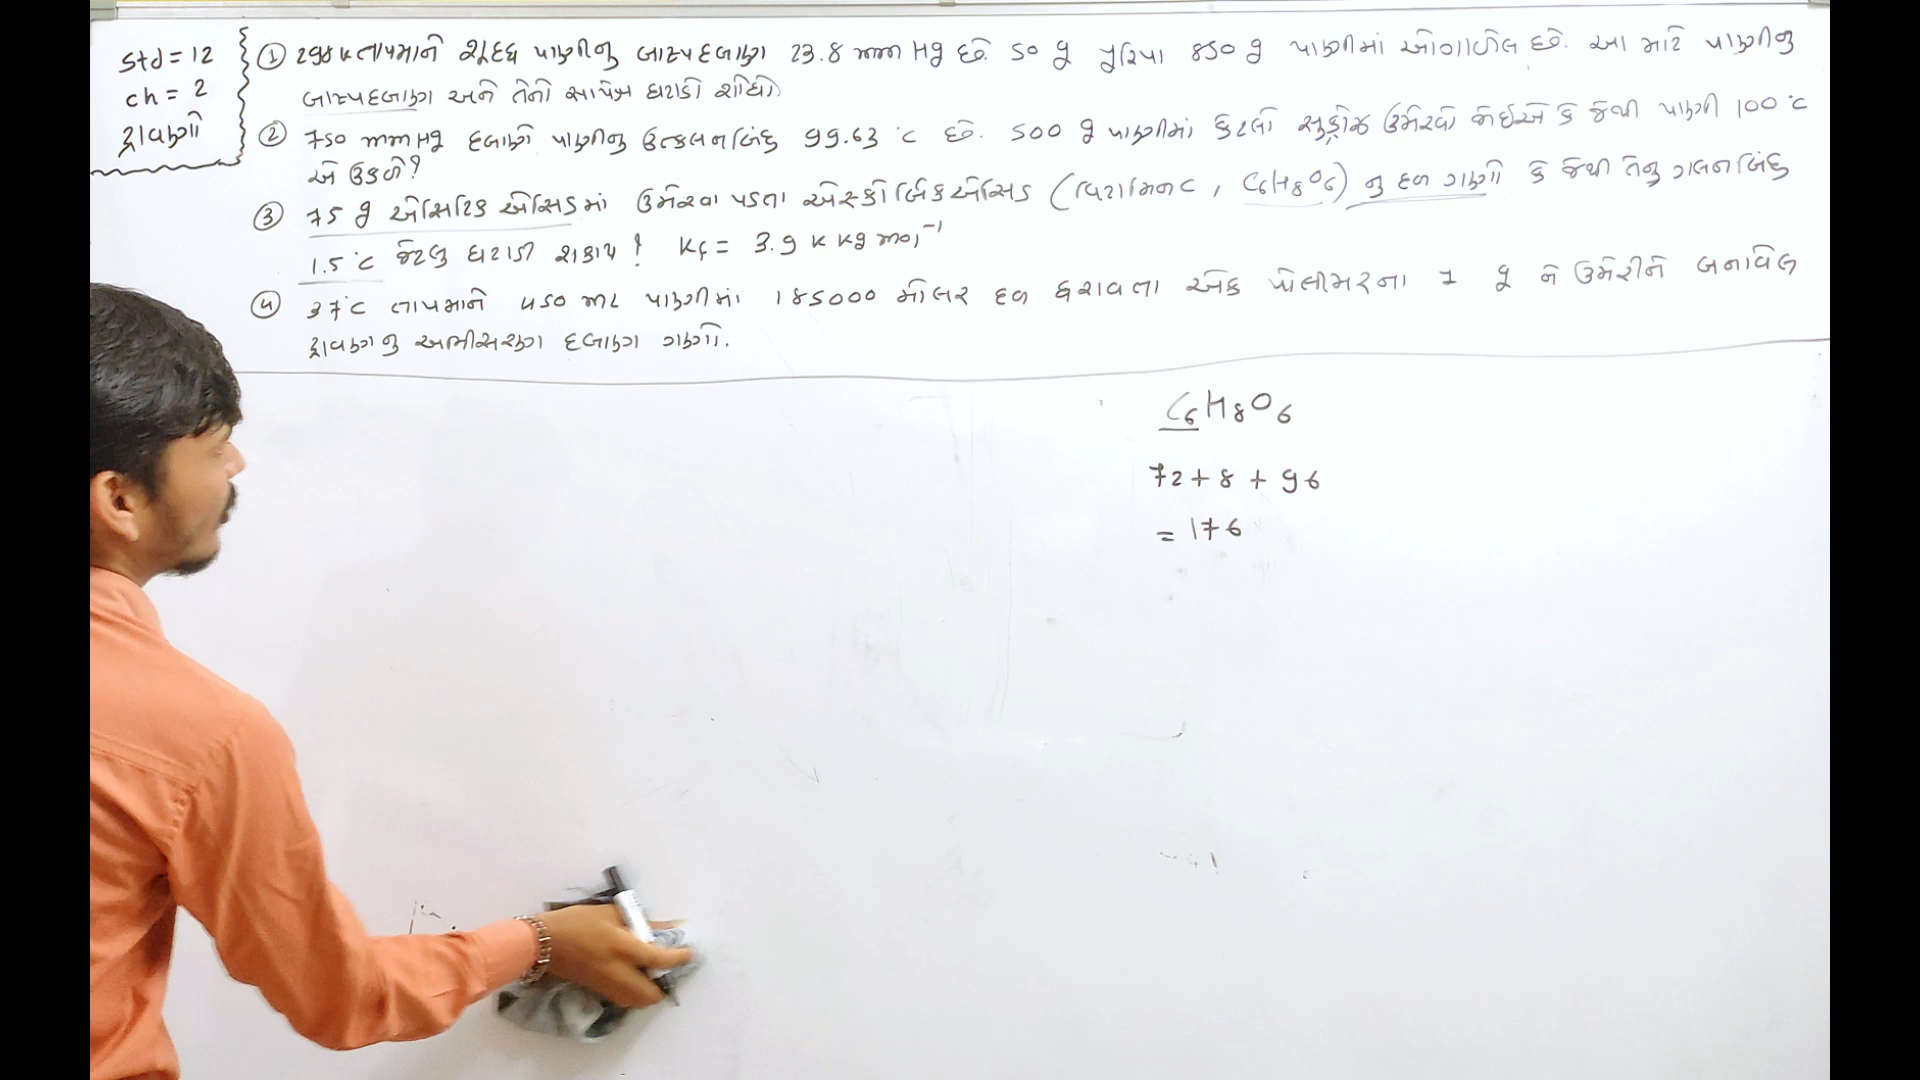 Std = 12
ch = 2
દ્રાવણો
① 298 K તાપમાને શુદ્ધ પાણીનુ બાષ્પદબાણ 23.8 mm Hg છે. 50 g યુરિયા 850 g પાણીમાં ઓગાળેલ છે. આ માટે પાણીનુ
બાષ્પદબાણ અને તેનો સાપેક્ષ ઘટાડો શોધો.
② 750 mm Hg દબાણે પાણીનુ ઉત્કલનબિંદુ 99.63 °C છે. 500 g પાણીમાં કેટલો સુક્રોઝ ઉમેરવો જોઇએ કે જેથી પાણી 100 °C
એ ઉકળે?
③ 75 g એસિટિક એસિડમાં ઉમેરવા પડતા એસ્કોર્બિક એસિડ (વિટામિન C, C6H8O6) નુ દળ ગણો કે જેથી તેનુ ગલનબિંદુ
1.5 °C જેટલુ ઘટાડી શકાય? Kf = 3.9 K kg mol⁻¹
④ 37°C તાપમાને 450 mL પાણીમાં 185000 મોલર દળ ધરાવતા એક પોલીમરના 1 g ને ઉમેરીને બનાવેલ
દ્રાવણનુ અભિસરણ દબાણ ગણો.
C6H8O6
72 + 8 + 96
= 176